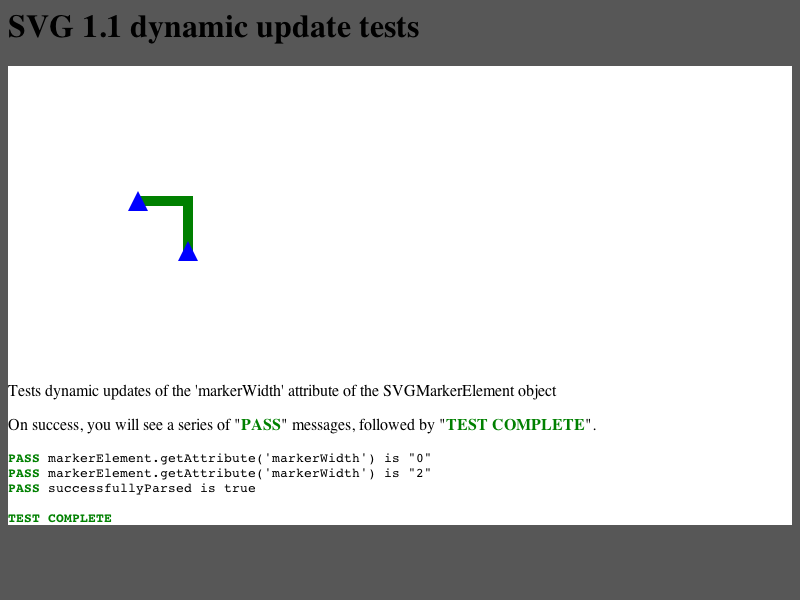 SVG 1.1 dynamic update tests
Tests dynamic updates of the 'markerWidth' attribute of the SVGMarkerElement object
On success, you will see a series of "PASS" messages, followed by "TEST COMPLETE".
PASS markerElement.getAttribute('markerWidth') is "0"
PASS markerElement.getAttribute('markerWidth') is "2"
PASS successfullyParsed is true
TEST COMPLETE